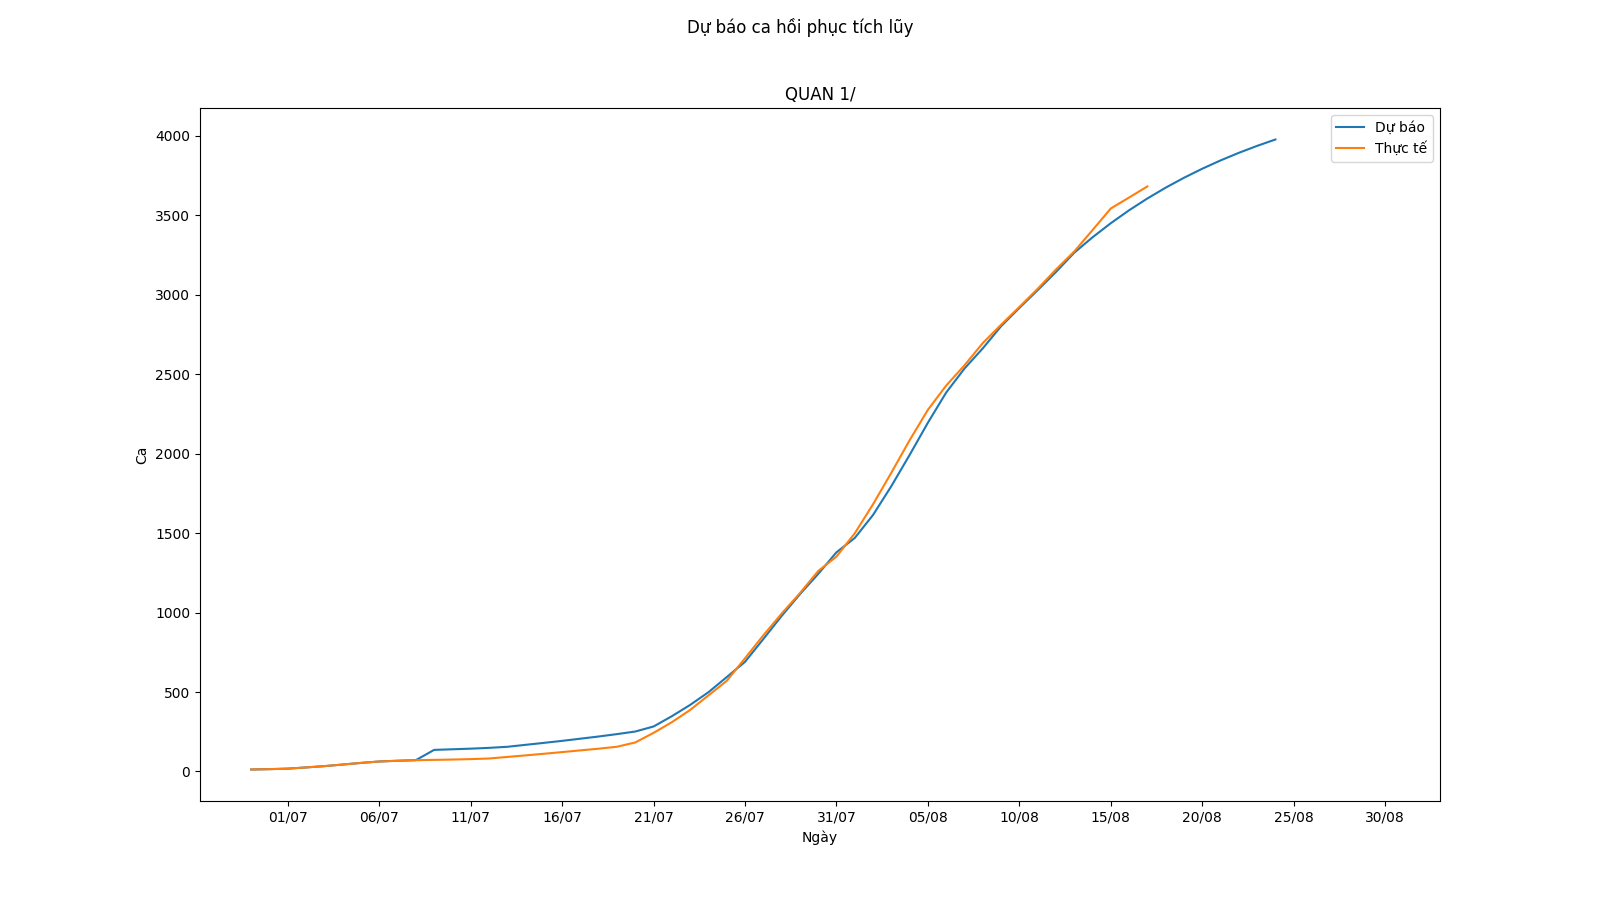 Dự báo ca hồi phục tích lũy
QUAN 1/
Dự báo
Thực tế
4000
3500
3000
2500
2000
1500
1000
500
0
Ca
01/07 06/07 11/07 16/07 21/07 26/07 31/07 05/08 10/08 15/08 20/08 25/08 30/08
Ngày